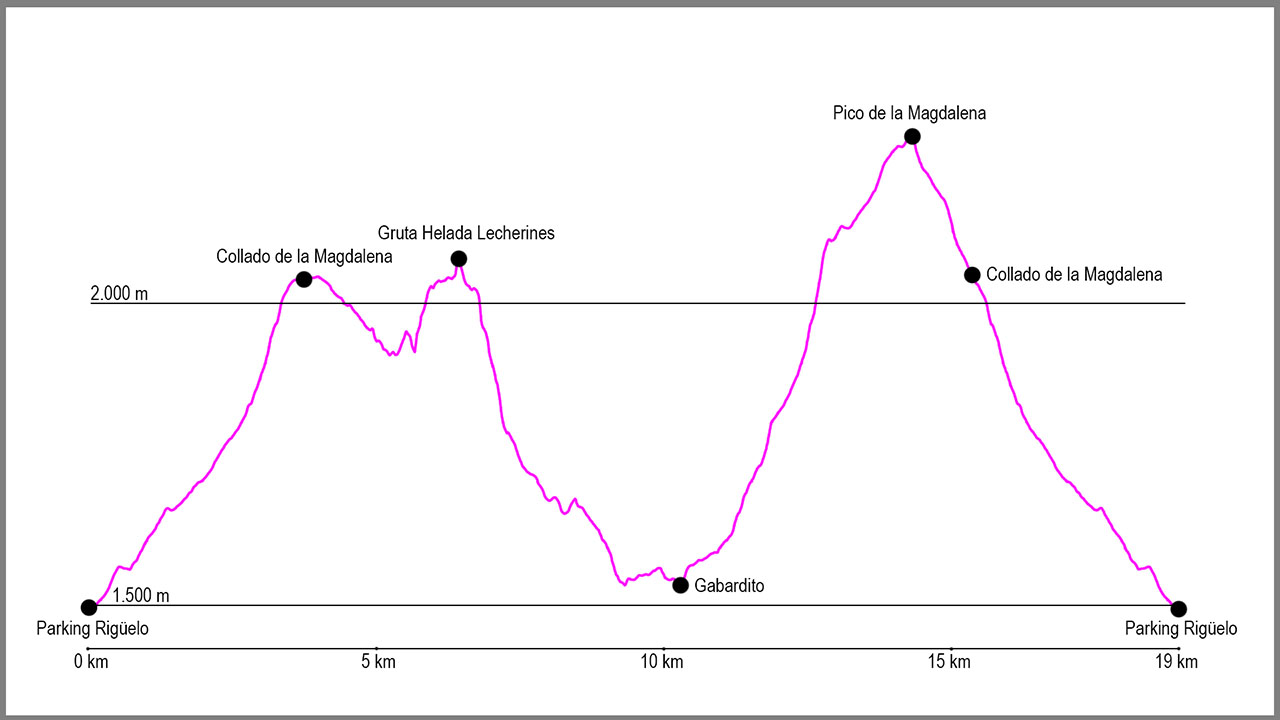 Pico de la Magdalena
Gruta Helada Lecherines
Collado de la Magdalena
Collado de la Magdalena
2.000 m
Gabardito
1.500 m
Parking Rigüelo
Parking Rigüelo
0 km
5 km
10 km
15 km
19 km